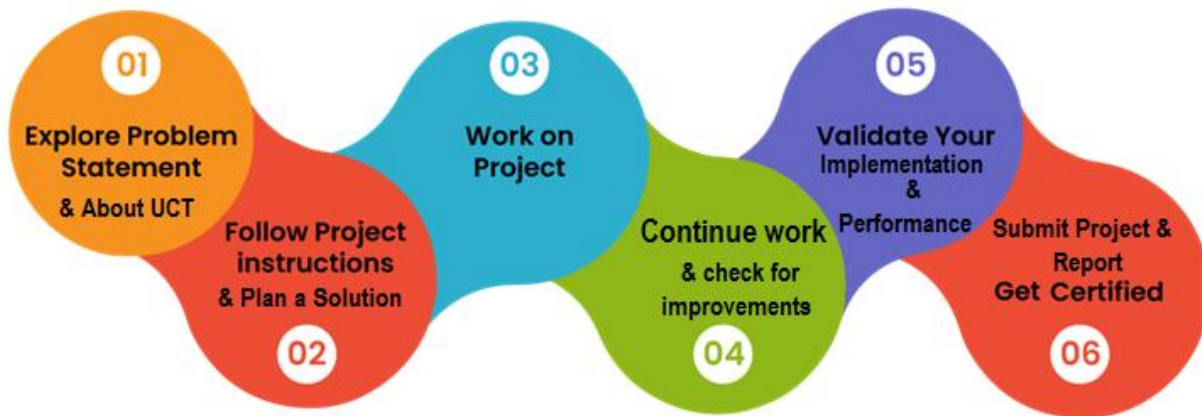 01
Explore Problem
Statement
& About UCT
Follow Project
instructions
& Plan a Solution
02
03
Work on
Project
Continue work
& check for
improvements
04
05
Validate Your
Implementation
&
Performance
Submit Project &
Report
Get Certified
06